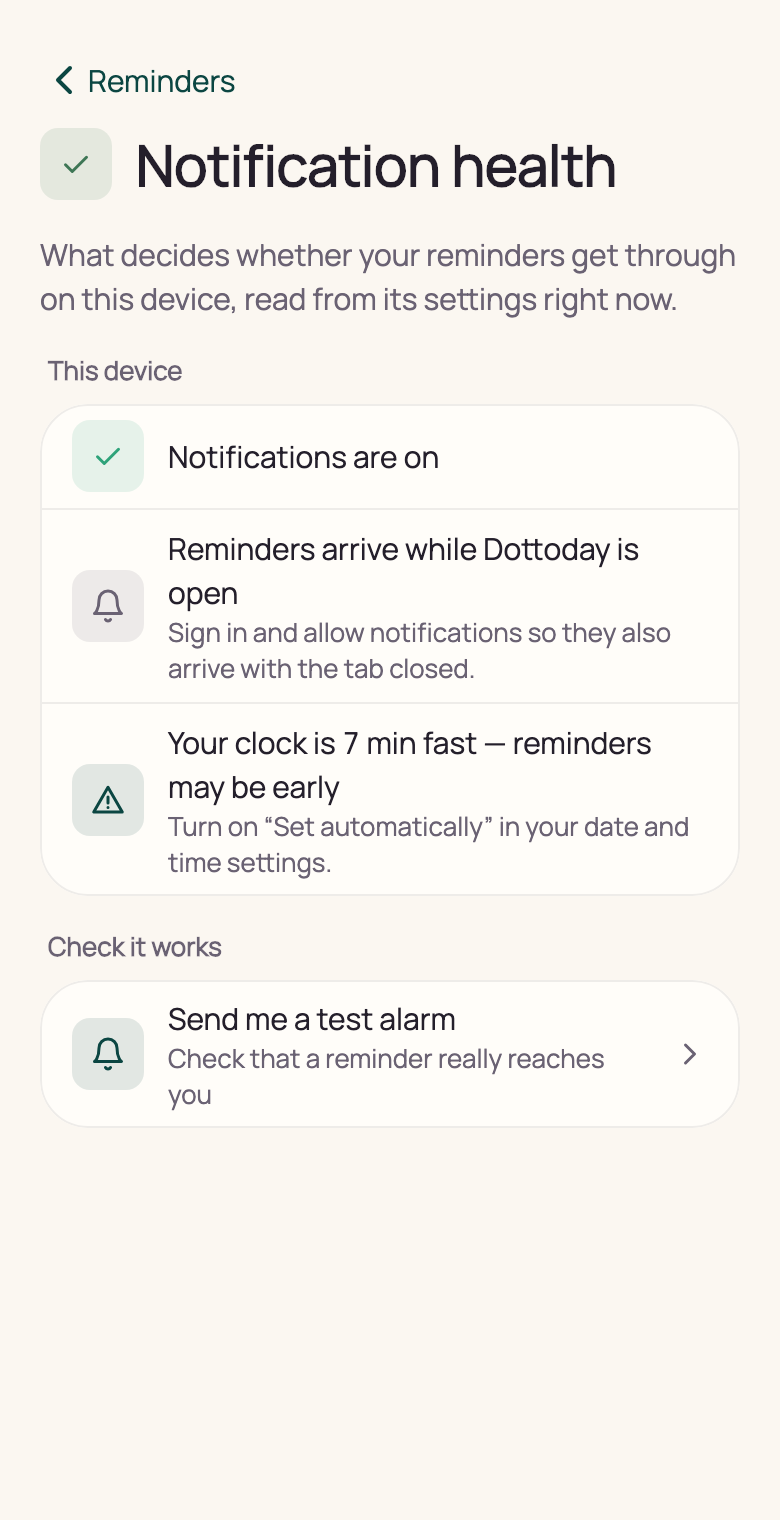 Reminders
Notification health
What decides whether your reminders get through
on this device, read from its settings right now.
This device
Notifications are on
Reminders arrive while Dottoday is
open
Sign in and allow notifications so they also
arrive with the tab closed.
Your clock is 7 min fast — reminders
may be early
Turn on “Set automatically” in your date and
time settings.
Check it works
Send me a test alarm
Check that a reminder really reaches
you